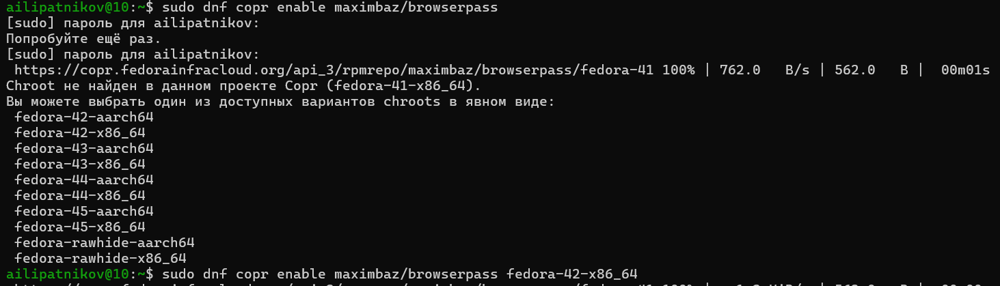 ailipatnikov@10:~$ sudo dnf copr enable maximbaz/browserpass
[sudo] пароль для ailipatnikov:
Попробуйте ещё раз.
[sudo] пароль для ailipatnikov:
https://copr.fedorainfracloud.org/api_3/rpmrepo/maximbaz/browserpass/fedora-41 100% | 762.0 B/s | 562.0 B | 00m01s
Chroot не найден в данном проекте Copr (fedora-41-x86_64).
Вы можете выбрать один из доступных вариантов chroots в явном виде:
fedora-42-aarch64
fedora-42-x86_64
fedora-43-aarch64
fedora-43-x86_64
fedora-44-aarch64
fedora-44-x86_64
fedora-45-aarch64
fedora-45-x86_64
fedora-rawhide-aarch64
fedora-rawhide-x86_64
ailipatnikov@10:~$ sudo dnf copr enable maximbaz/browserpass fedora-42-x86_64